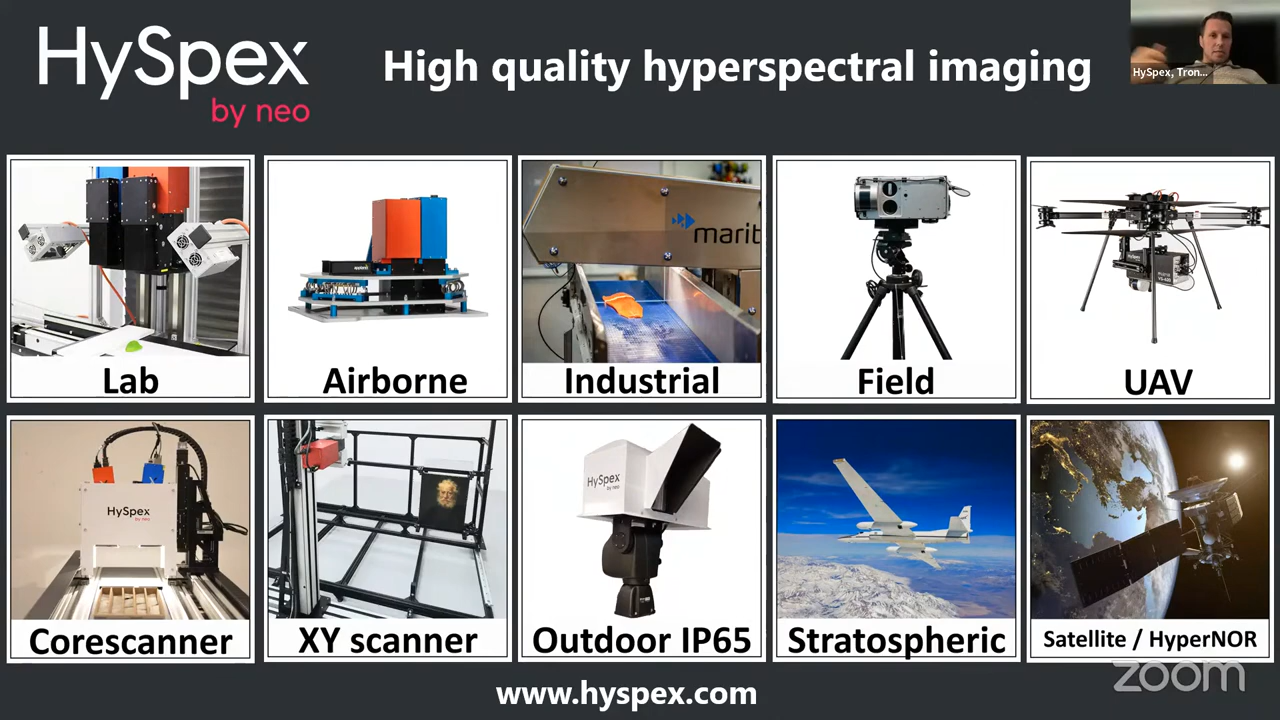 HySpex
by neo
High quality hyperspectral imaging
HySpex, Tron...
marit
Lab
Airborne
Industrial
Field
UAV
HySpex
by neo
HySpex
by neo
Corescanner
XY scanner
Outdoor IP65
Stratospheric
Satellite / HyperNOR
www.hyspex.com
zoom